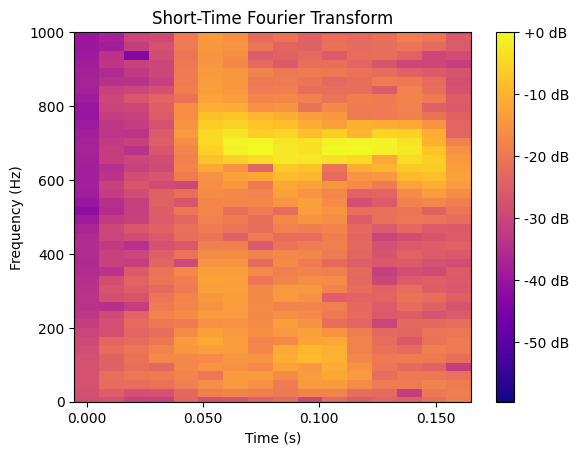 Short-Time Fourier Transform
1000
800
600
400
200
0
Frequency (Hz)
0.000
0.050
0.100
0.150
Time (s)
+0 dB
-10 dB
-20 dB
-30 dB
-40 dB
-50 dB